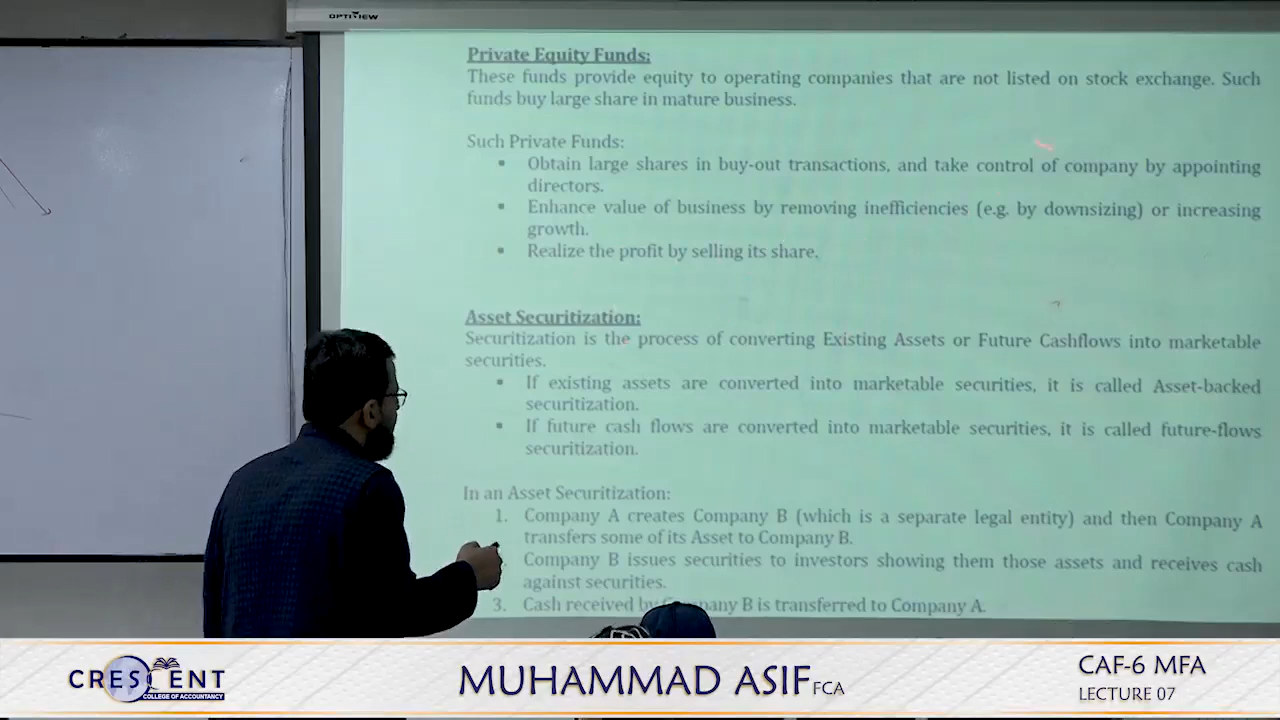 OPTIVIEW
Private Equity Funds:
These funds provide equity to operating companies that are not listed on stock exchange. Such
funds buy large share in mature business.
Such Private Funds:
▪ Obtain large shares in buy-out transactions, and take control of company by appointing
directors.
▪ Enhance value of business by removing inefficiencies (e.g. by downsizing) or increasing
growth.
▪ Realize the profit by selling its share.
Asset Securitization:
Securitization is the process of converting Existing Assets or Future Cashflows into marketable
securities.
▪ If existing assets are converted into marketable securities, it is called Asset-backed
securitization.
▪ If future cash flows are converted into marketable securities, it is called future-flows
securitization.
In an Asset Securitization:
1. Company A creates Company B (which is a separate legal entity) and then Company A
transfers some of its Asset to Company B.
Company B issues securities to investors showing them those assets and receives cash
against securities.
3. Cash received by Company B is transferred to Company A.
CRESCENT
COLLEGE OF ACCOUNTANCY
MUHAMMAD ASIF FCA
CAF-6 MFA
LECTURE 07